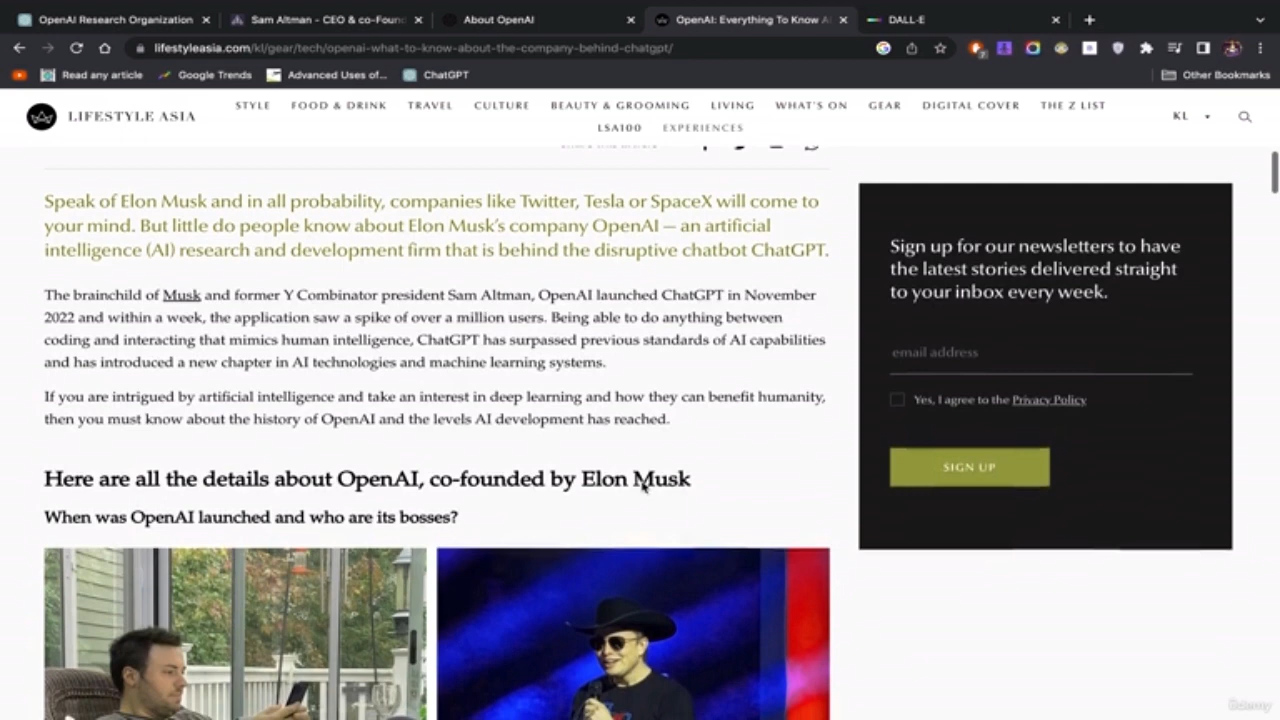 OpenAI Research Organization
Sam Altman - CEO & co-Foun
About OpenAI
OpenAI: Everything To Know A
DALL·E
lifestyleasia.com/kl/gear/tech/openai-what-to-know-about-the-company-behind-chatgpt/
Read any article
Google Trends
Advanced Uses of...
ChatGPT
Other Bookmarks
LIFESTYLE ASIA
STYLE FOOD & DRINK TRAVEL CULTURE BEAUTY & GROOMING LIVING WHAT'S ON GEAR DIGITAL COVER THE Z LIST
LSA100 EXPERIENCES
KL
Speak of Elon Musk and in all probability, companies like Twitter, Tesla or SpaceX will come to
your mind. But little do people know about Elon Musk's company OpenAI — an artificial
intelligence (AI) research and development firm that is behind the disruptive chatbot ChatGPT.
The brainchild of Musk and former Y Combinator president Sam Altman, OpenAI launched ChatGPT in November
2022 and within a week, the application saw a spike of over a million users. Being able to do anything between
coding and interacting that mimics human intelligence, ChatGPT has surpassed previous standards of AI capabilities
and has introduced a new chapter in AI technologies and machine learning systems.
If you are intrigued by artificial intelligence and take an interest in deep learning and how they can benefit humanity,
then you must know about the history of OpenAI and the levels AI development has reached.
Here are all the details about OpenAI, co-founded by Elon Musk
When was OpenAI launched and who are its bosses?
Sign up for our newsletters to have
the latest stories delivered straight
to your inbox every week.
email address
Yes, I agree to the Privacy Policy
SIGN UP
Udemy